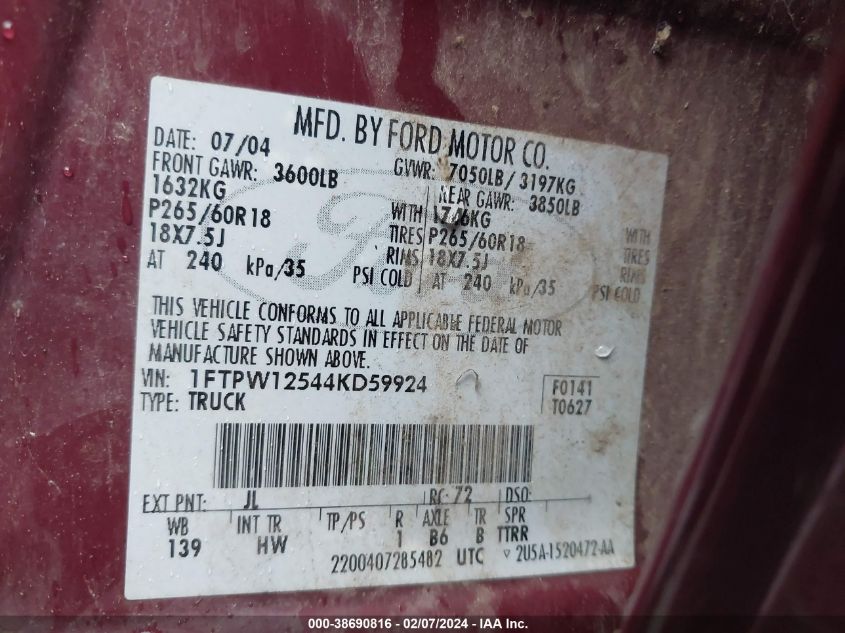 MFD. BY FORD MOTOR CO.
DATE: 07/04 GVWR: 7050LB/ 3197KG
FRONT GAWR: 3600LB REAR GAWR: 3850LB
1632KG WITH 1746KG WITH
P265/60R18 TIRES P265/60R18 TIRES
18X7.5J RIMS 18X7.5J RIMS
AT 240 kPa/35 PSI COLD AT 240 kPa/35 PSI COLD
THIS VEHICLE CONFORMS TO ALL APPLICABLE FEDERAL MOTOR
VEHICLE SAFETY STANDARDS IN EFFECT ON THE DATE OF
MANUFACTURE SHOWN ABOVE.
VIN: 1FTPW12544KD59924 F0141
TYPE: TRUCK T0627
EXT PNT: JL RC: 72 DSO:
WB INT TR TP/PS R AXLE TR SPR
139 HW 1 B6 B TTRR
2200407285482 UTC 2U5A-1520472-AA
000-38690816 - 02/07/2024 - IAA Inc.